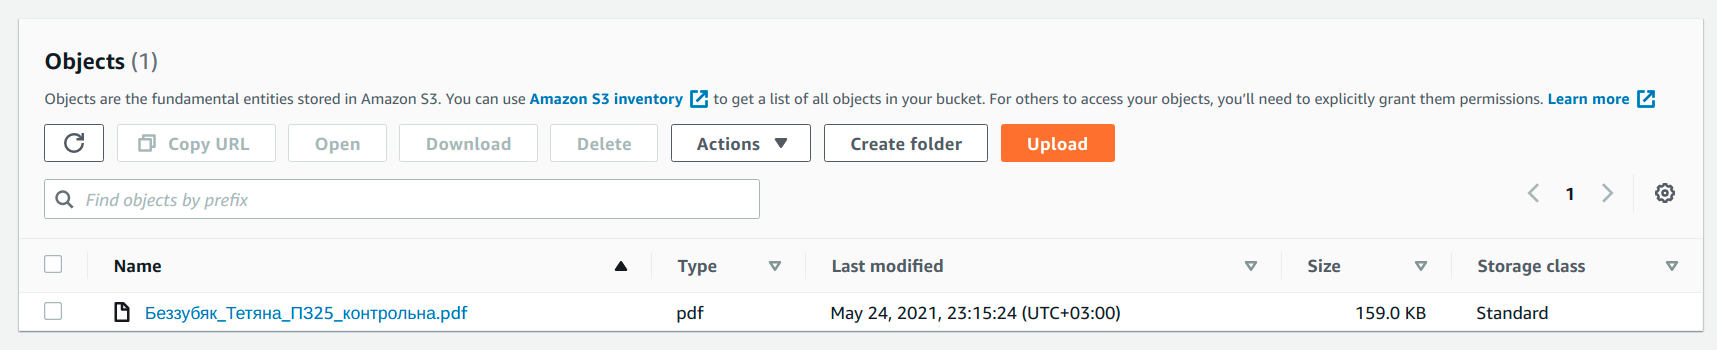 Objects (1)
Objects are the fundamental entities stored in Amazon S3. You can use Amazon S3 inventory to get a list of all objects in your bucket. For others to access your objects, you'll need to explicitly grant them permissions. Learn more
Copy URL Open Download Delete Actions Create folder Upload
Find objects by prefix 1
Name Type Last modified Size Storage class
Беззубяк_Тетяна_ПЗ25_контрольна.pdf pdf May 24, 2021, 23:15:24 (UTC+03:00) 159.0 KB Standard